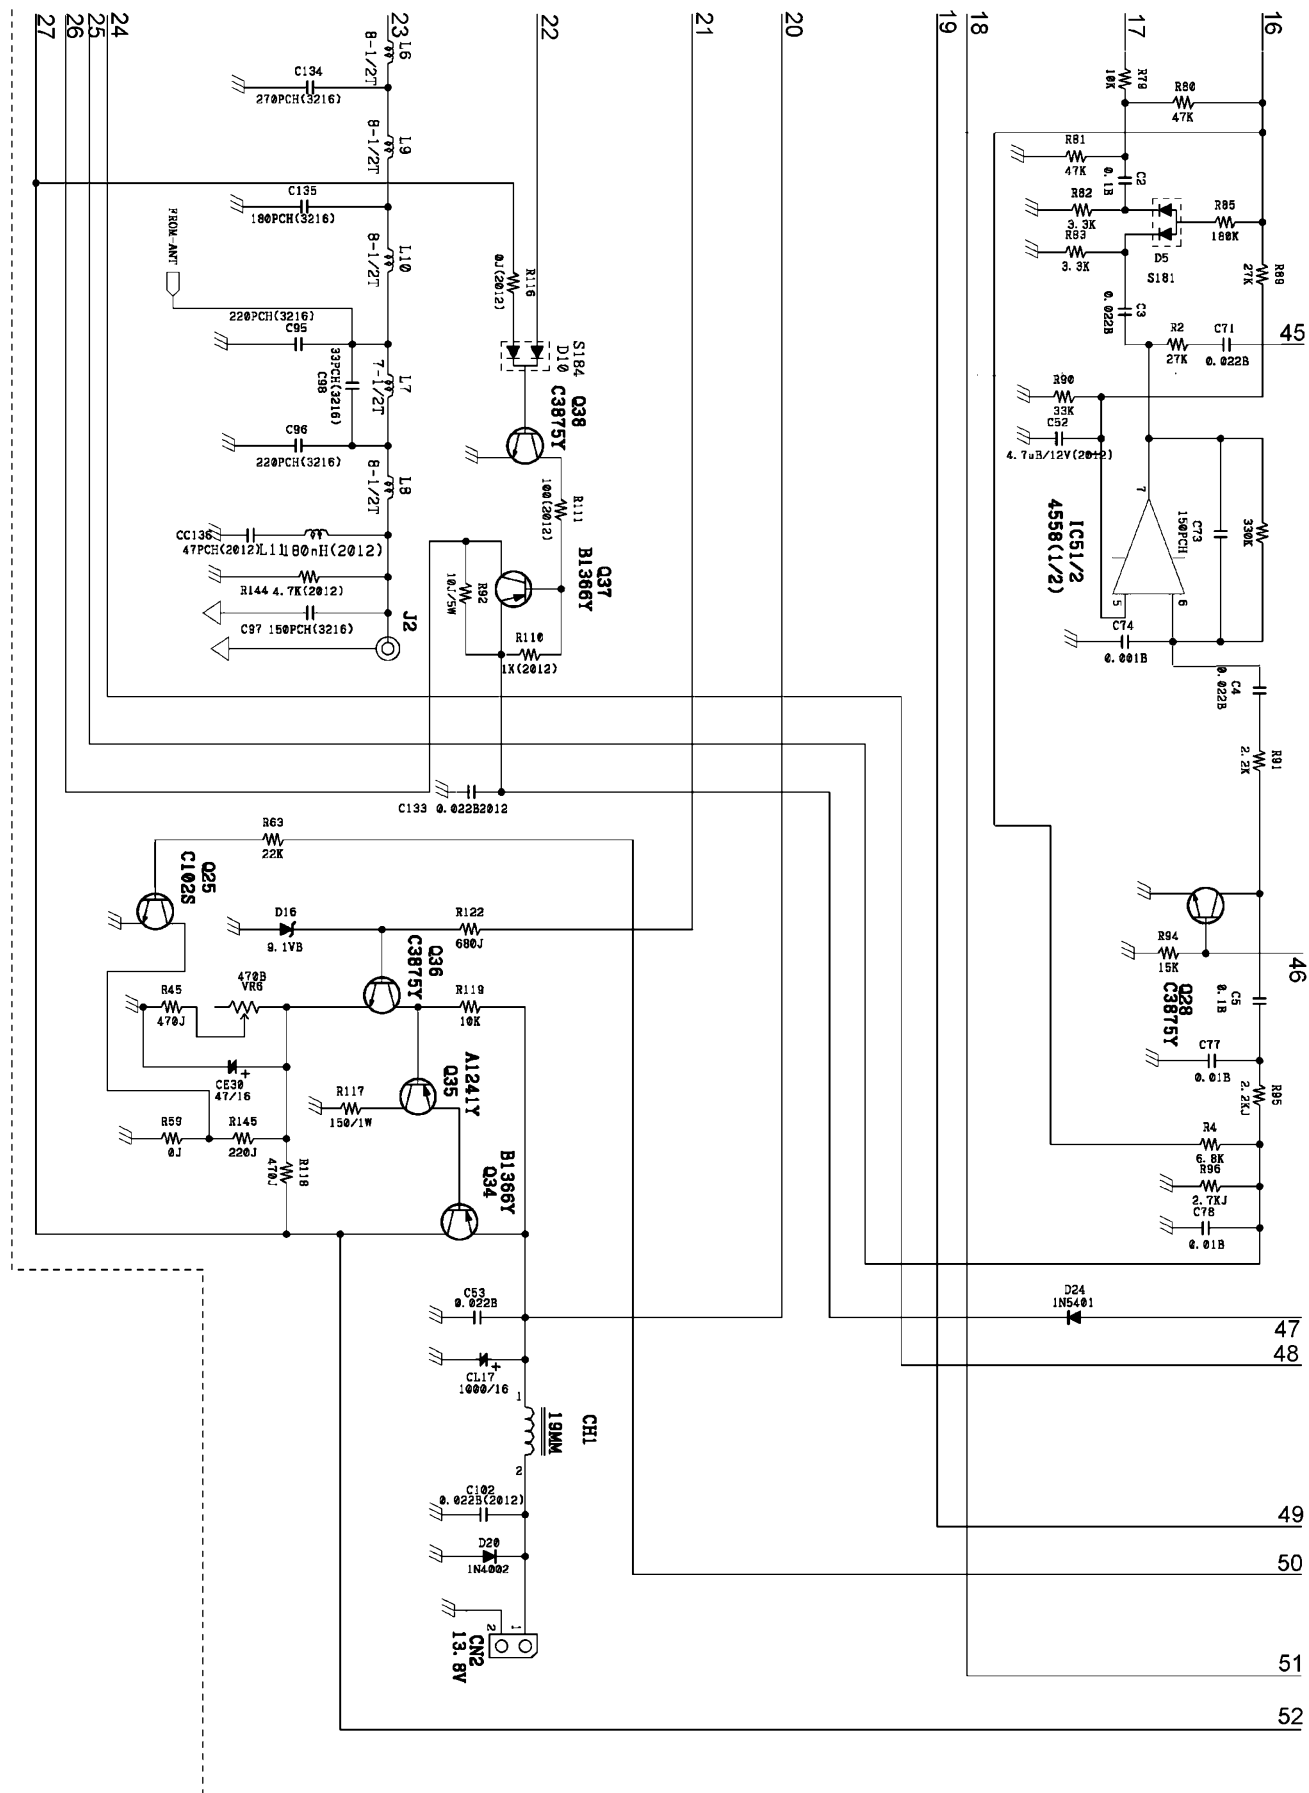 27
26
25
24
23
22
21
20
19
18
17
16
L6
8-1/2T
C134
270PCH(3216)
L9
8-1/2T
C135
180PCH(3216)
FROM-ANT
L10
8-1/2T
220PCH(3216)
C95
33PCH(3216)
C98
L7
7-1/2T
C96
220PCH(3216)
L8
8-1/2T
CC136
47PCH(2012)
L11
180nH(2012)
R144 4.7K(2012)
C97 150PCH(3216)
J2
R116
0J(2012)
S184
D10
Q38
C3875Y
R111
100(2012)
Q37
B1366Y
R92
10J/5W
R110
1K(2012)
C133 0.022B2012
R63
22K
Q25
C102S
D16
9.1VB
R122
680J
Q36
C3875Y
470B
VR6
R45
470J
R119
10K
CE30
47/16
A1241Y
Q35
R117
150/1W
R59
0J
R145
220J
R118
470J
B1366Y
Q34
C53
0.022B
CL17
1000/16
1
CH1
19MM
2
C102
0.022B(2012)
D20
1N4002
1
2
CN2
13.8V
R79
10K
R80
47K
R81
47K
C2
0.1B
R82
3.3K
R83
3.3K
R85
180K
D5
S181
R89
27K
C3
0.022B
R2
27K
C71
0.022B
45
R90
33K
C52
4.7uB/12V(2012)
7
IC51/2
4558(1/2)
C73
150PCH
330K
5
6
C74
0.001B
C4
0.022B
R91
2.2K
R94
15K
46
Q28
C3875Y
C5
0.1B
C77
0.01B
R95
2.2KJ
R4
6.8K
R96
2.7KJ
C78
0.01B
D24
1N5401
47
48
49
50
51
52